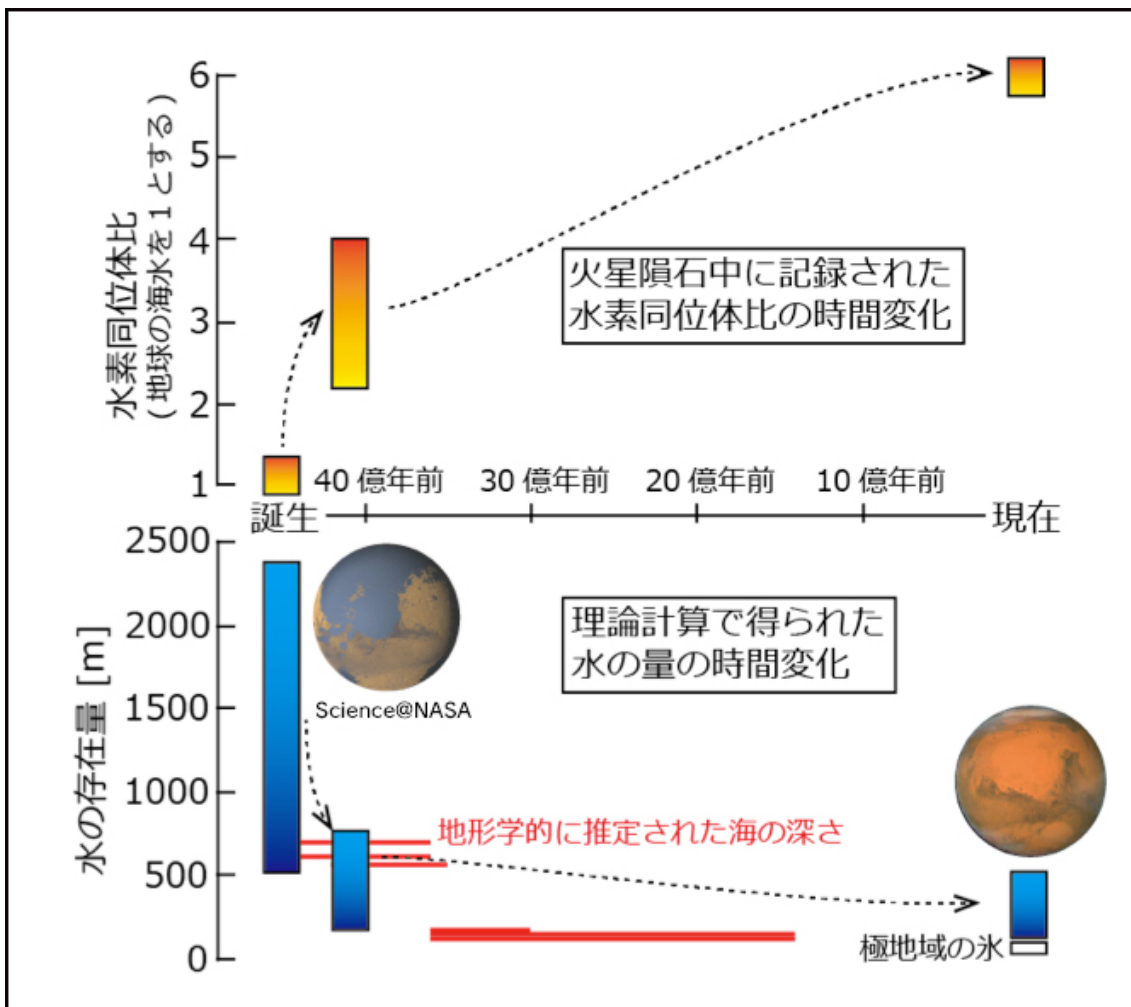 6
5
4
3
2
1
水素同位体比
(地球の海水を1とする)
火星隕石中に記録された
水素同位体比の時間変化
40 億年前
30 億年前
20 億年前
10 億年前
誕生
現在
2500
2000
1500
1000
500
0
水の存在量 [m]
Science@NASA
理論計算で得られた
水の量の時間変化
地形学的に推定された海の深さ
極地域の氷